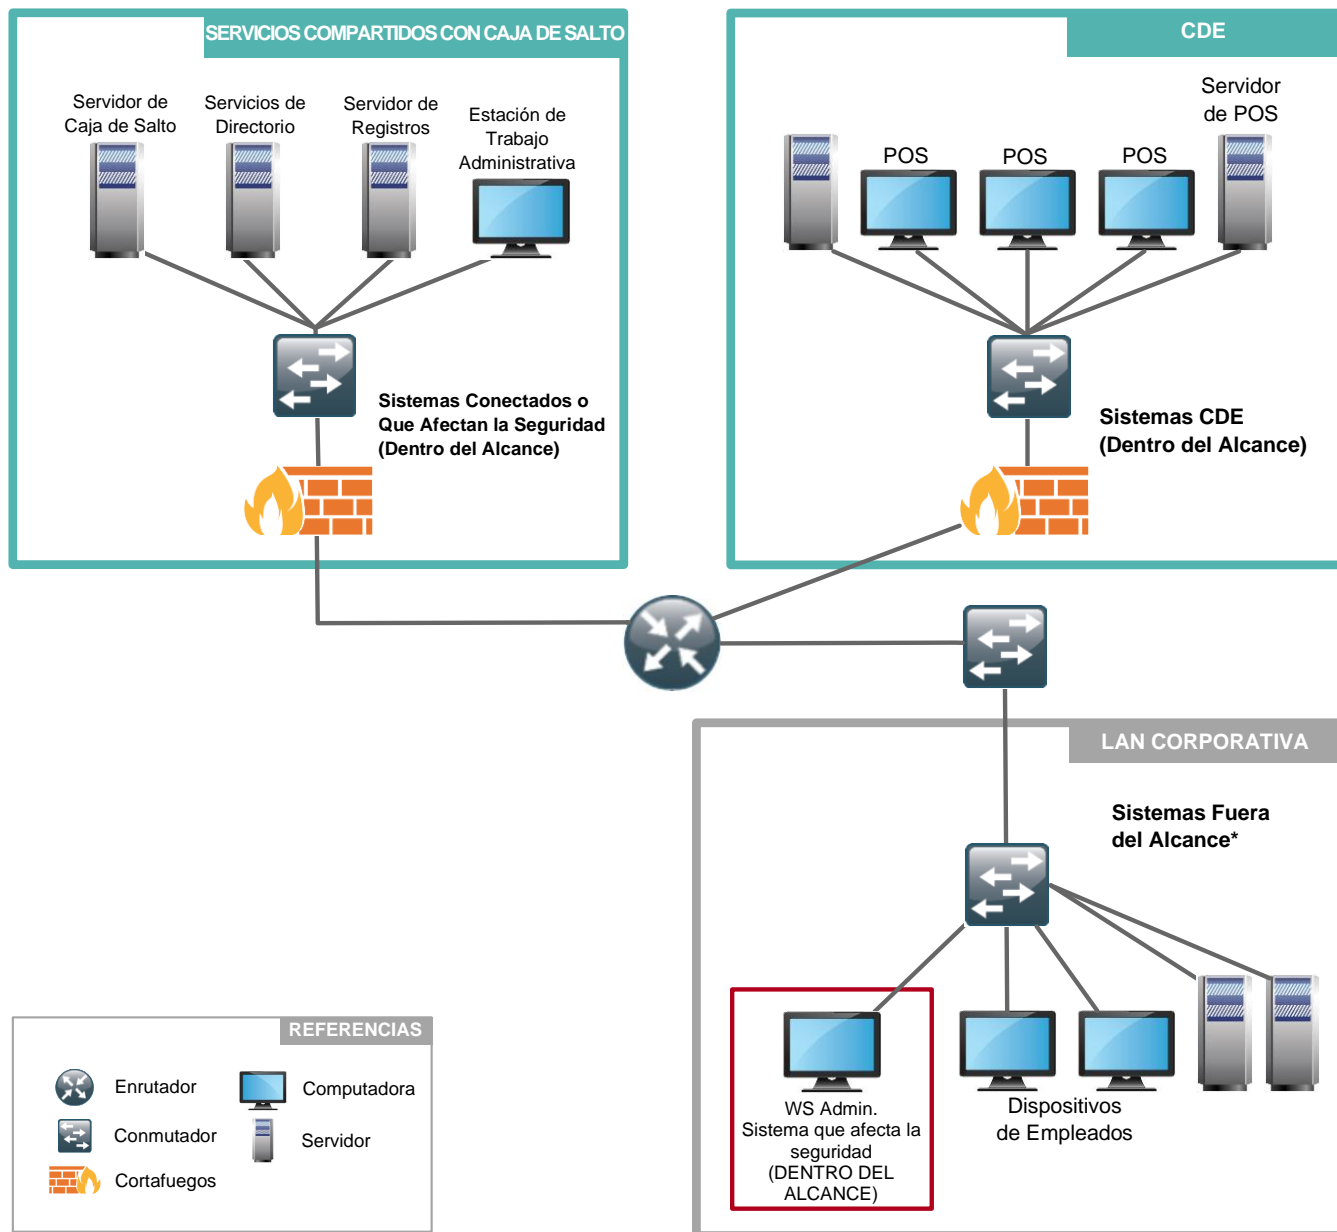 SERVICIOS COMPARTIDOS CON CAJA DE SALTO
Servidor de
Caja de Salto
Servicios de
Directorio
Servidor de
Registros
Estación de
Trabajo
Administrativa
Sistemas Conectados o
Que Afectan la Seguridad
(Dentro del Alcance)
CDE
POS
POS
POS
Servidor
de POS
Sistemas CDE
(Dentro del Alcance)
LAN CORPORATIVA
Sistemas Fuera
del Alcance*
WS Admin.
Sistema que afecta la
seguridad
(DENTRO DEL
ALCANCE)
Dispositivos
de Empleados
REFERENCIAS
Enrutador
Computadora
Conmutador
Servidor
Cortafuegos